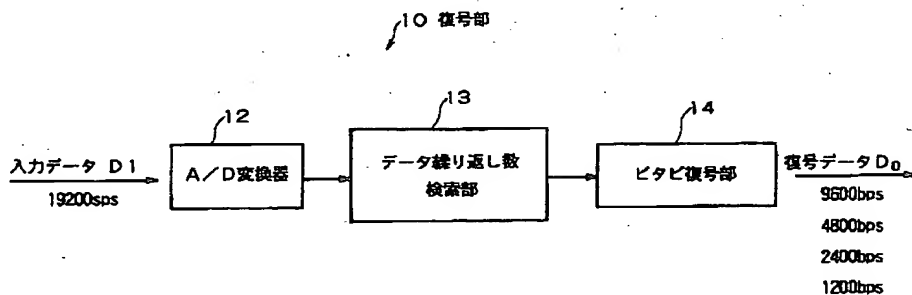 10 復号部
12
13
14
入力データ D1
19200sps
A/D変換器
データ繰り返し数
検索部
ビタビ復号部
復号データD0
9600bps
4800bps
2400bps
1200bps